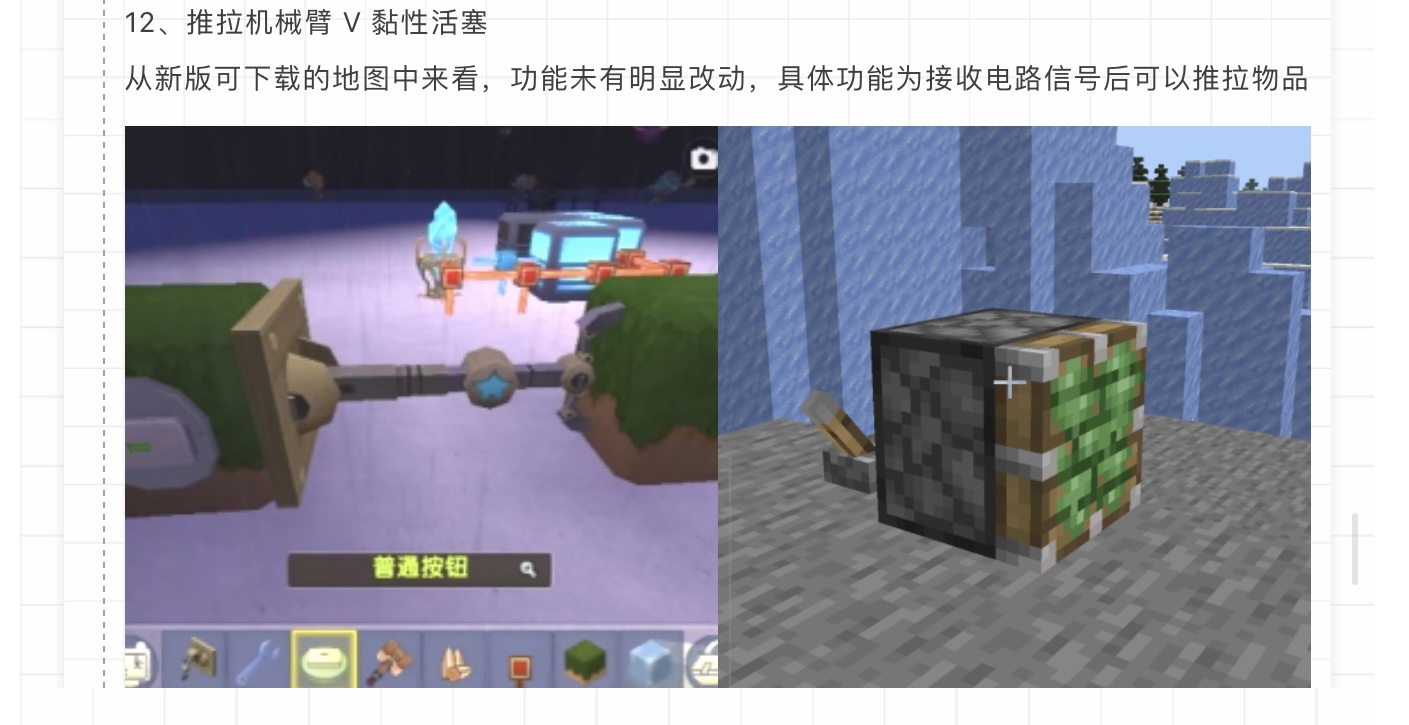 12、推拉机械臂 V 黏性活塞
从新版可下载的地图中来看，功能未有明显改动，具体功能为接收电路信号后可以推拉物品
普通按钮